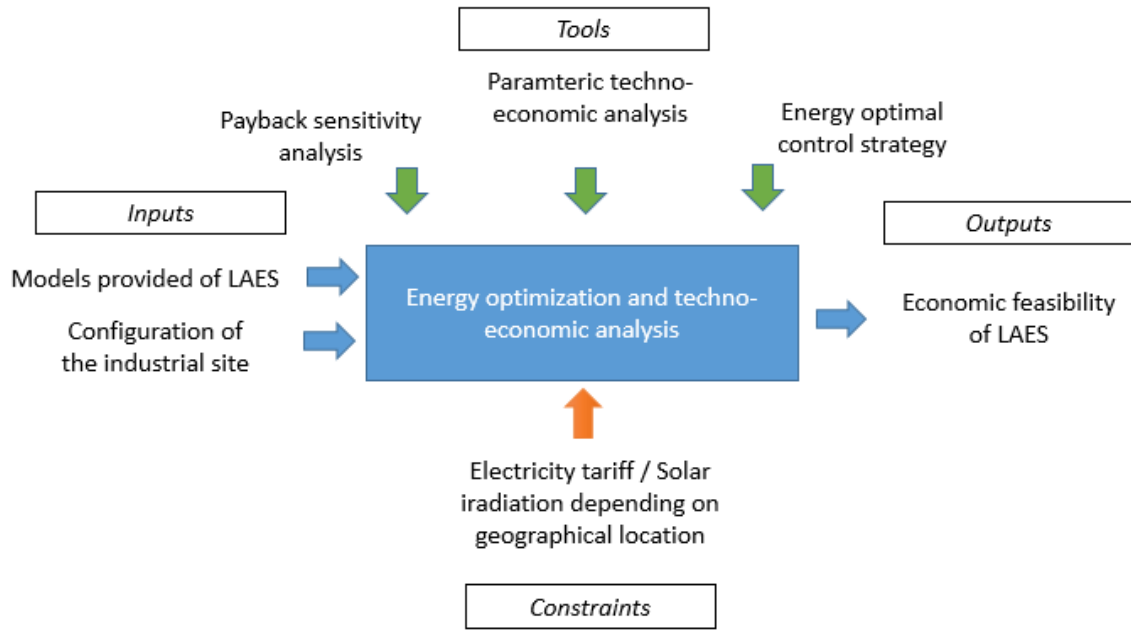 Tools
Paramteric techno-
economic analysis
Payback sensitivity
analysis
Energy optimal
control strategy
Inputs
Outputs
Models provided of LAES
Configuration of
the industrial site
Energy optimization and techno-
economic analysis
Economic feasibility
of LAES
Electricity tariff / Solar
iradiation depending on
geographical location
Constraints